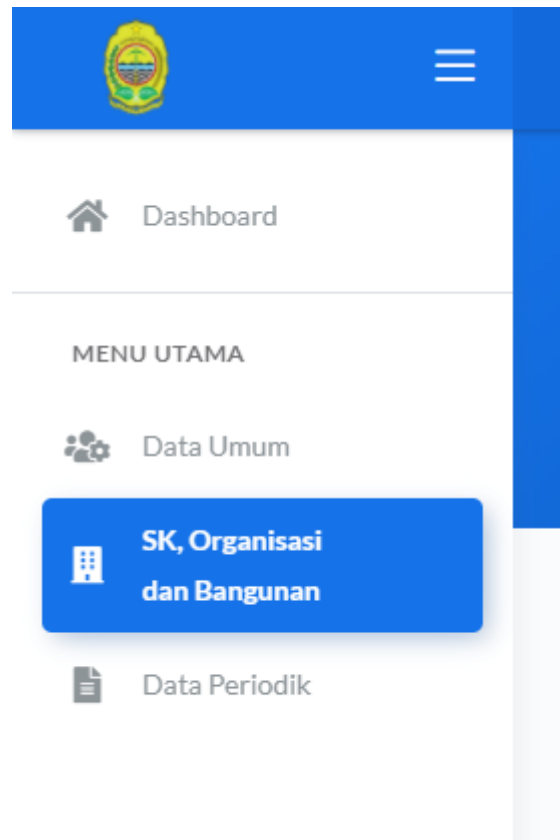 Dashboard
MENU UTAMA
Data Umum
SK, Organisasi
dan Bangunan
Data Periodik